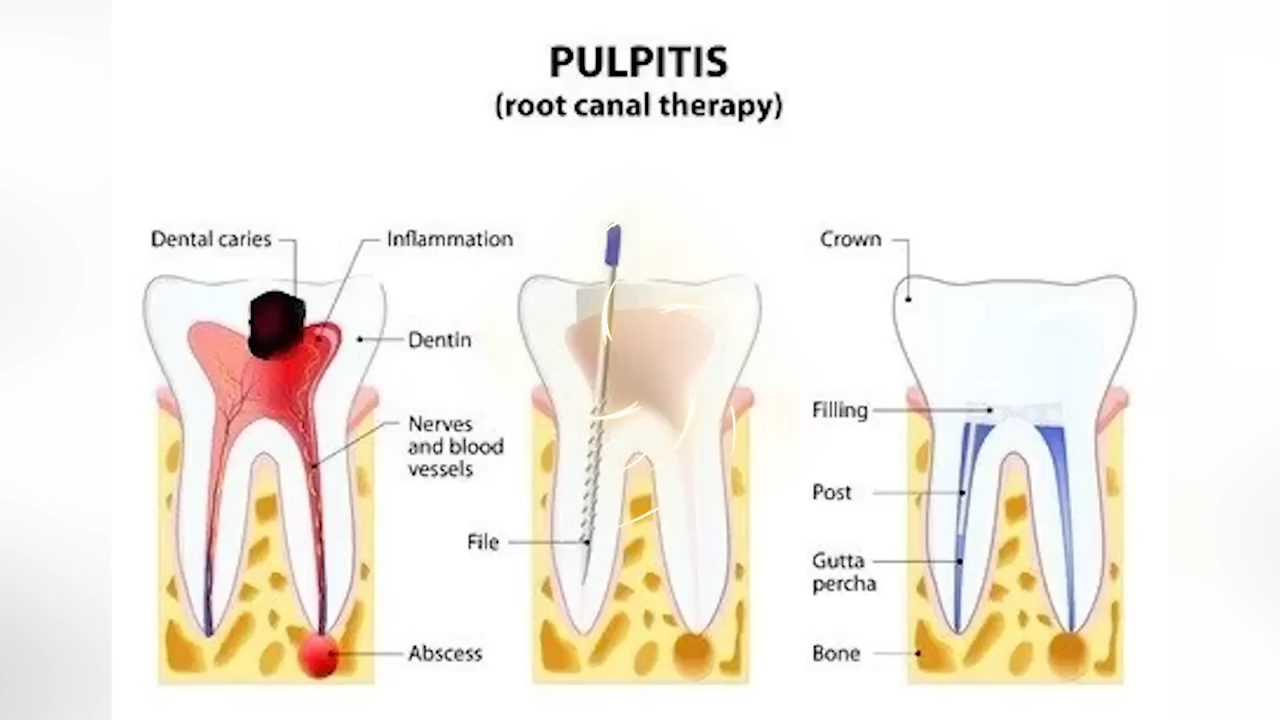 PULPITIS
(root canal therapy)
Dental caries
Inflammation
Dentin
Nerves
and blood
vessels
Abscess
File
Crown
Filling
Post
Gutta
percha
Bone